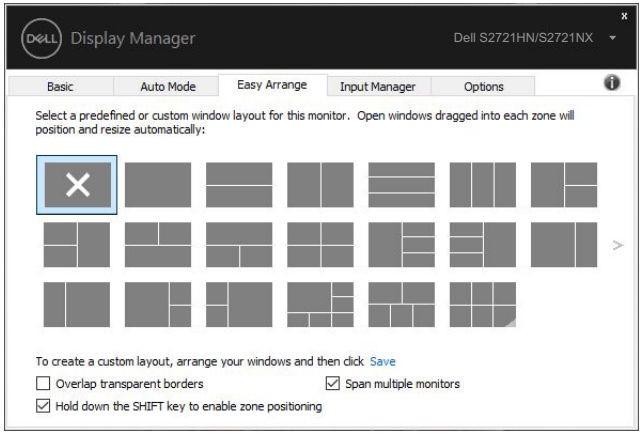 x
DELL Display Manager Dell S2721HN/S2721NX
Basic Auto Mode Easy Arrange Input Manager Options i
Select a predefined or custom window layout for this monitor. Open windows dragged into each zone will
position and resize automatically:
To create a custom layout, arrange your windows and then click Save
Overlap transparent borders Span multiple monitors
Hold down the SHIFT key to enable zone positioning